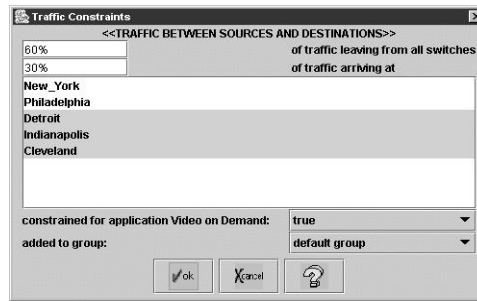 Traffic Constraints
<<TRAFFIC BETWEEN SOURCES AND DESTINATIONS>>
60% of traffic leaving from all switches
30% of traffic arriving at
New_York
Philadelphia
Detroit
Indianapolis
Cleveland
constrained for application Video on Demand: true
added to group: default group
ok Xcancel ?